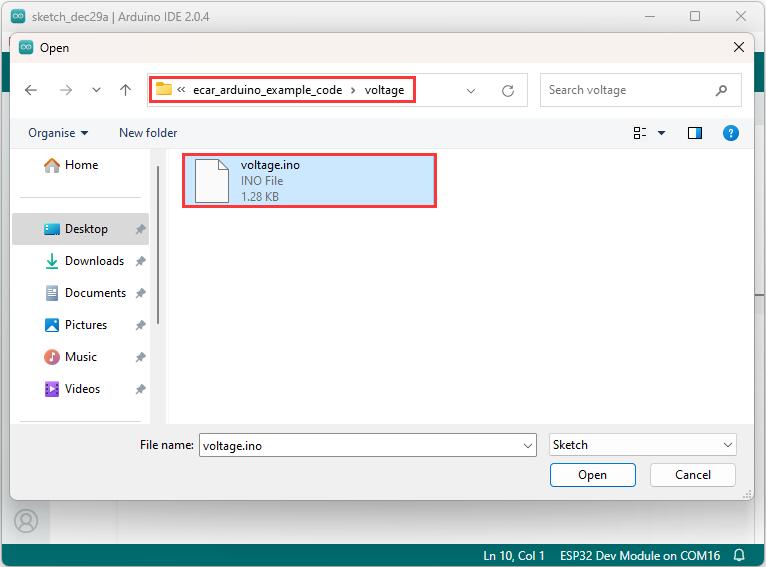 sketch_dec29a | Arduino IDE 2.0.4
Open
« ecar_arduino_example_code › voltage
Search voltage
Organise
New folder
Home
Desktop
Downloads
Documents
Pictures
Music
Videos
voltage.ino
INO File
1.28 KB
File name:
voltage.ino
Sketch
Open
Cancel
Ln 10, Col 1
ESP32 Dev Module on COM16